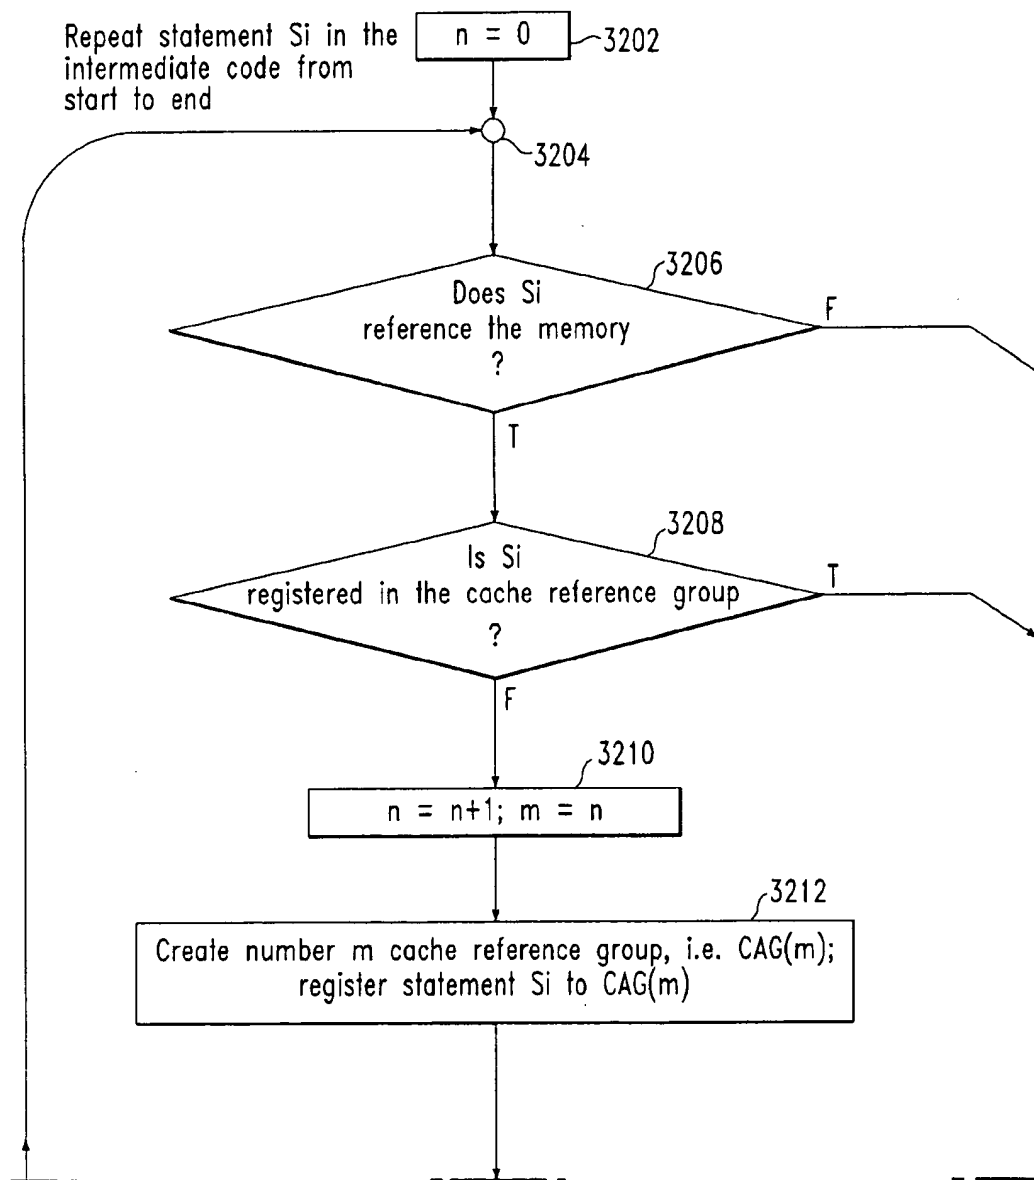 Repeat statement Si in the
intermediate code from
start to end
n = 0
3202
3204
3206
Does Si
reference the memory
?
F
T
3208
Is Si
registered in the cache reference group
?
T
F
3210
n = n+1; m = n
3212
Create number m cache reference group, i.e. CAG(m);
register statement Si to CAG(m)